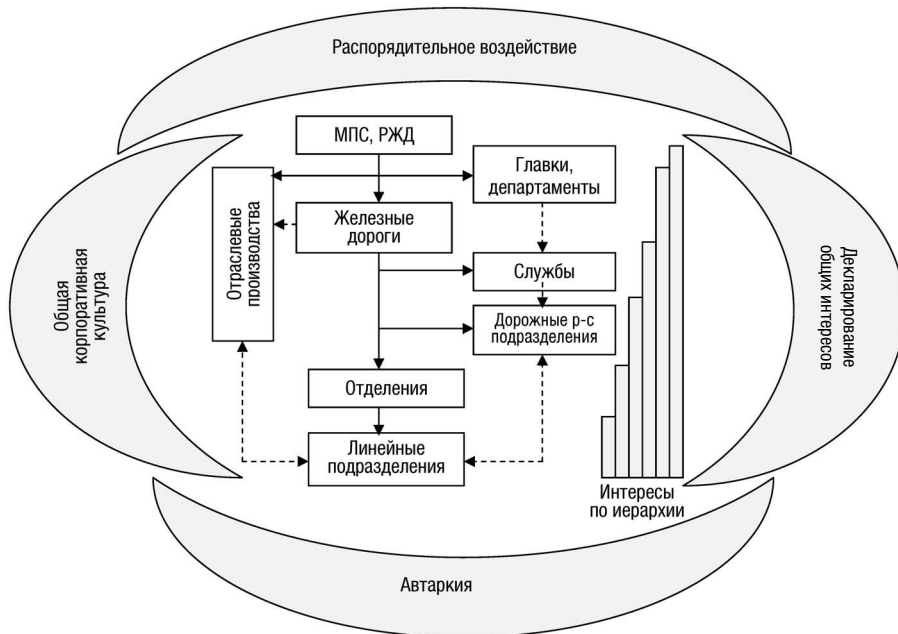 Распорядительное воздействие
МПС, РЖД
Главки,
департаменты
Отраслевые
производства
Железные
дороги
Службы
Дорожные р-с
подразделения
Отделения
Линейные
подразделения
Общая
корпоративная
культура
Декларирование
общих интересов
Интересы
по иерархии
Автаркия